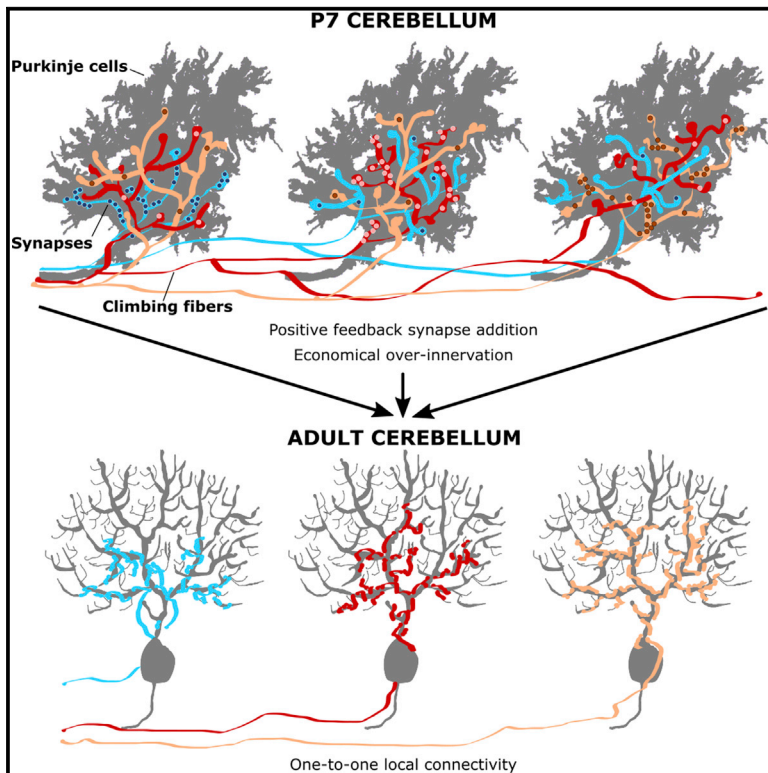 P7 CEREBELLUM
Purkinje cells
Synapses
Climbing fibers
Positive feedback synapse addition
Economical over-innervation
ADULT CEREBELLUM
One-to-one local connectivity